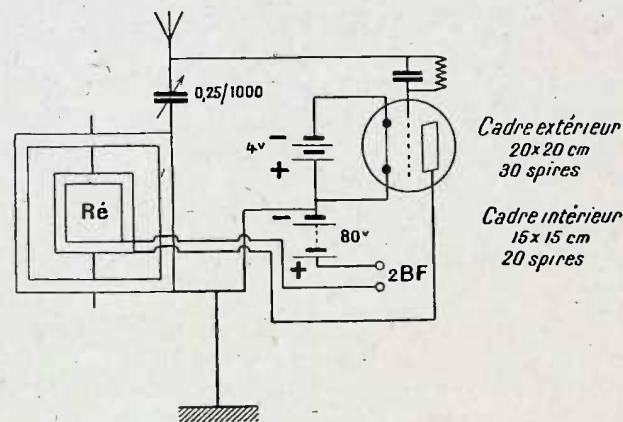 0,25/1000
4v
Ré
80v
2BF
Cadre extérieur
20x20 cm
30 spires
Cadre intérieur
15x15 cm
20 spires